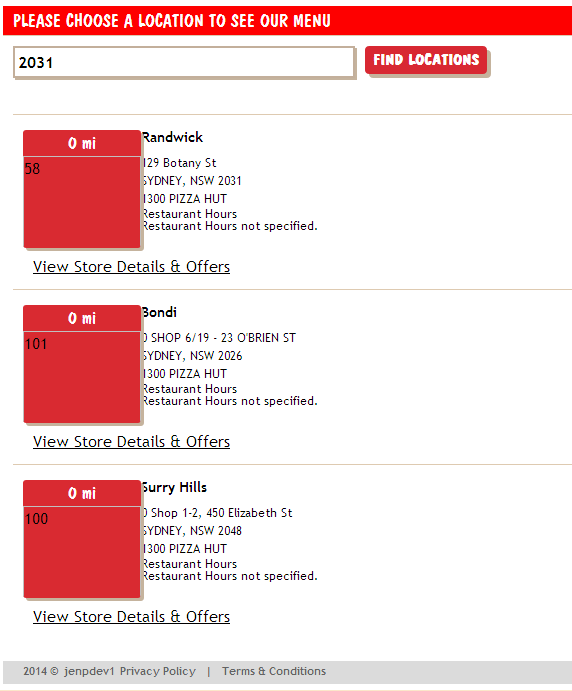 PLEASE CHOOSE A LOCATION TO SEE OUR MENU
2031 FIND LOCATIONS
0 mi
58
Randwick
129 Botany St
SYDNEY, NSW 2031
1300 PIZZA HUT
Restaurant Hours
Restaurant Hours not specified.
View Store Details & Offers
0 mi
101
Bondi
0 SHOP 6/19 - 23 O'BRIEN ST
SYDNEY, NSW 2026
1300 PIZZA HUT
Restaurant Hours
Restaurant Hours not specified.
View Store Details & Offers
0 mi
100
Surry Hills
0 Shop 1-2, 450 Elizabeth St
SYDNEY, NSW 2048
1300 PIZZA HUT
Restaurant Hours
Restaurant Hours not specified.
View Store Details & Offers
2014 © jenpdev1 Privacy Policy | Terms & Conditions